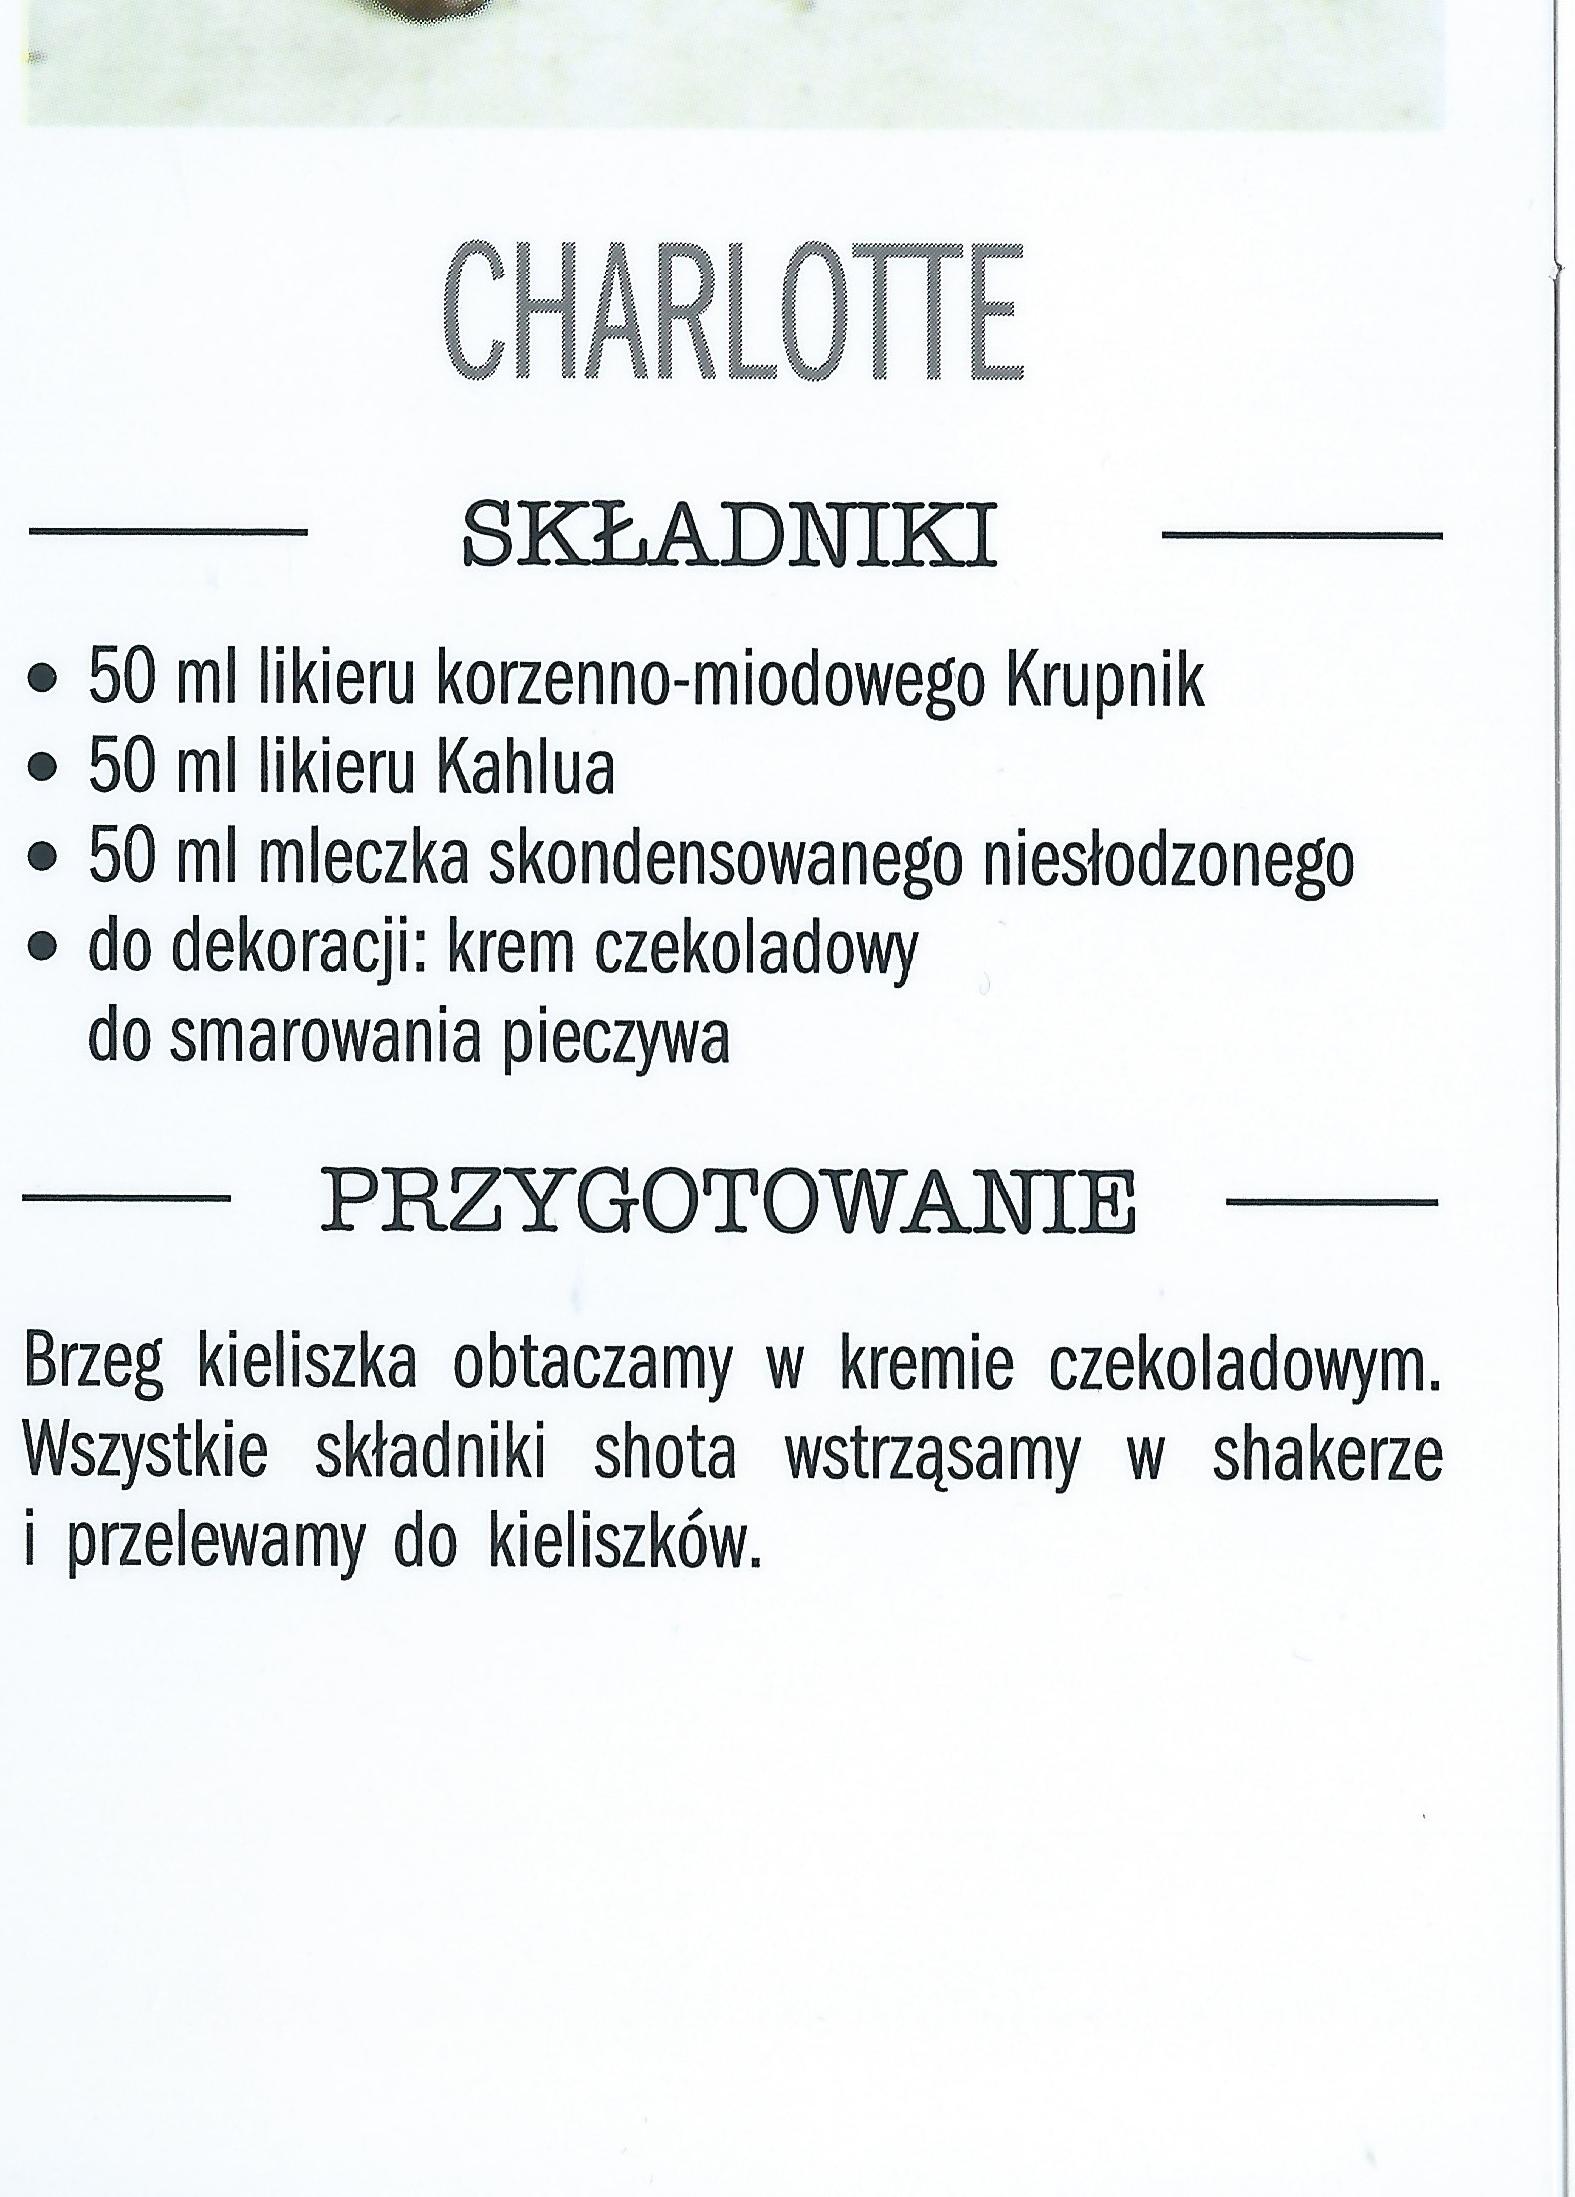 CHARLOTTE
SKŁADNIKI
• 50 ml likieru korzenno-miodowego Krupnik
• 50 ml likieru Kahlua
• 50 ml mleczka skondensowanego niesłodzonego
• do dekoracji: krem czekoladowy
do smarowania pieczywa
PRZYGOTOWANIE
Brzeg kieliszka obtaczamy w kremie czekoladowym.
Wszystkie składniki shota wstrząsamy w shakerze
i przelewamy do kieliszków.